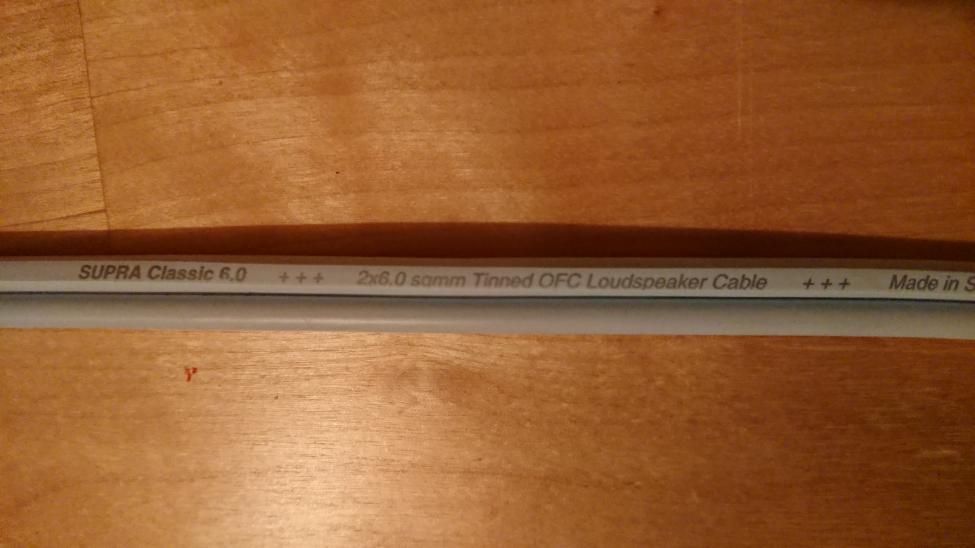 SUPRA Classic 6.0 +++ 2x6.0 sqmm Tinned OFC Loudspeaker Cable +++ Made in S